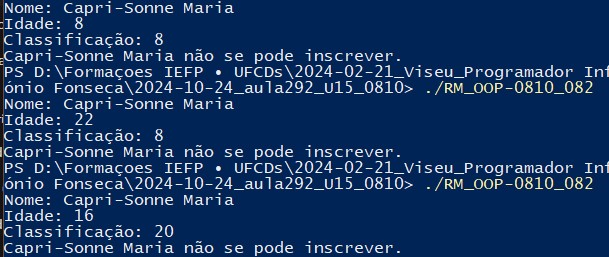 Nome: Capri-Sonne Maria
Idade: 8
Classificação: 8
Capri-Sonne Maria não se pode inscrever.
PS D:\Formaçoes IEFP • UFCDs\2024-02-21_Viseu_Programador Inf
ónio Fonseca\2024-10-24_aula292_U15_0810> ./RM_OOP-0810_082
Nome: Capri-Sonne Maria
Idade: 22
Classificação: 8
Capri-Sonne Maria não se pode inscrever.
PS D:\Formaçoes IEFP • UFCDs\2024-02-21_Viseu_Programador Inf
ónio Fonseca\2024-10-24_aula292_U15_0810> ./RM_OOP-0810_082
Nome: Capri-Sonne Maria
Idade: 16
Classificação: 20
Capri-Sonne Maria não se pode inscrever.